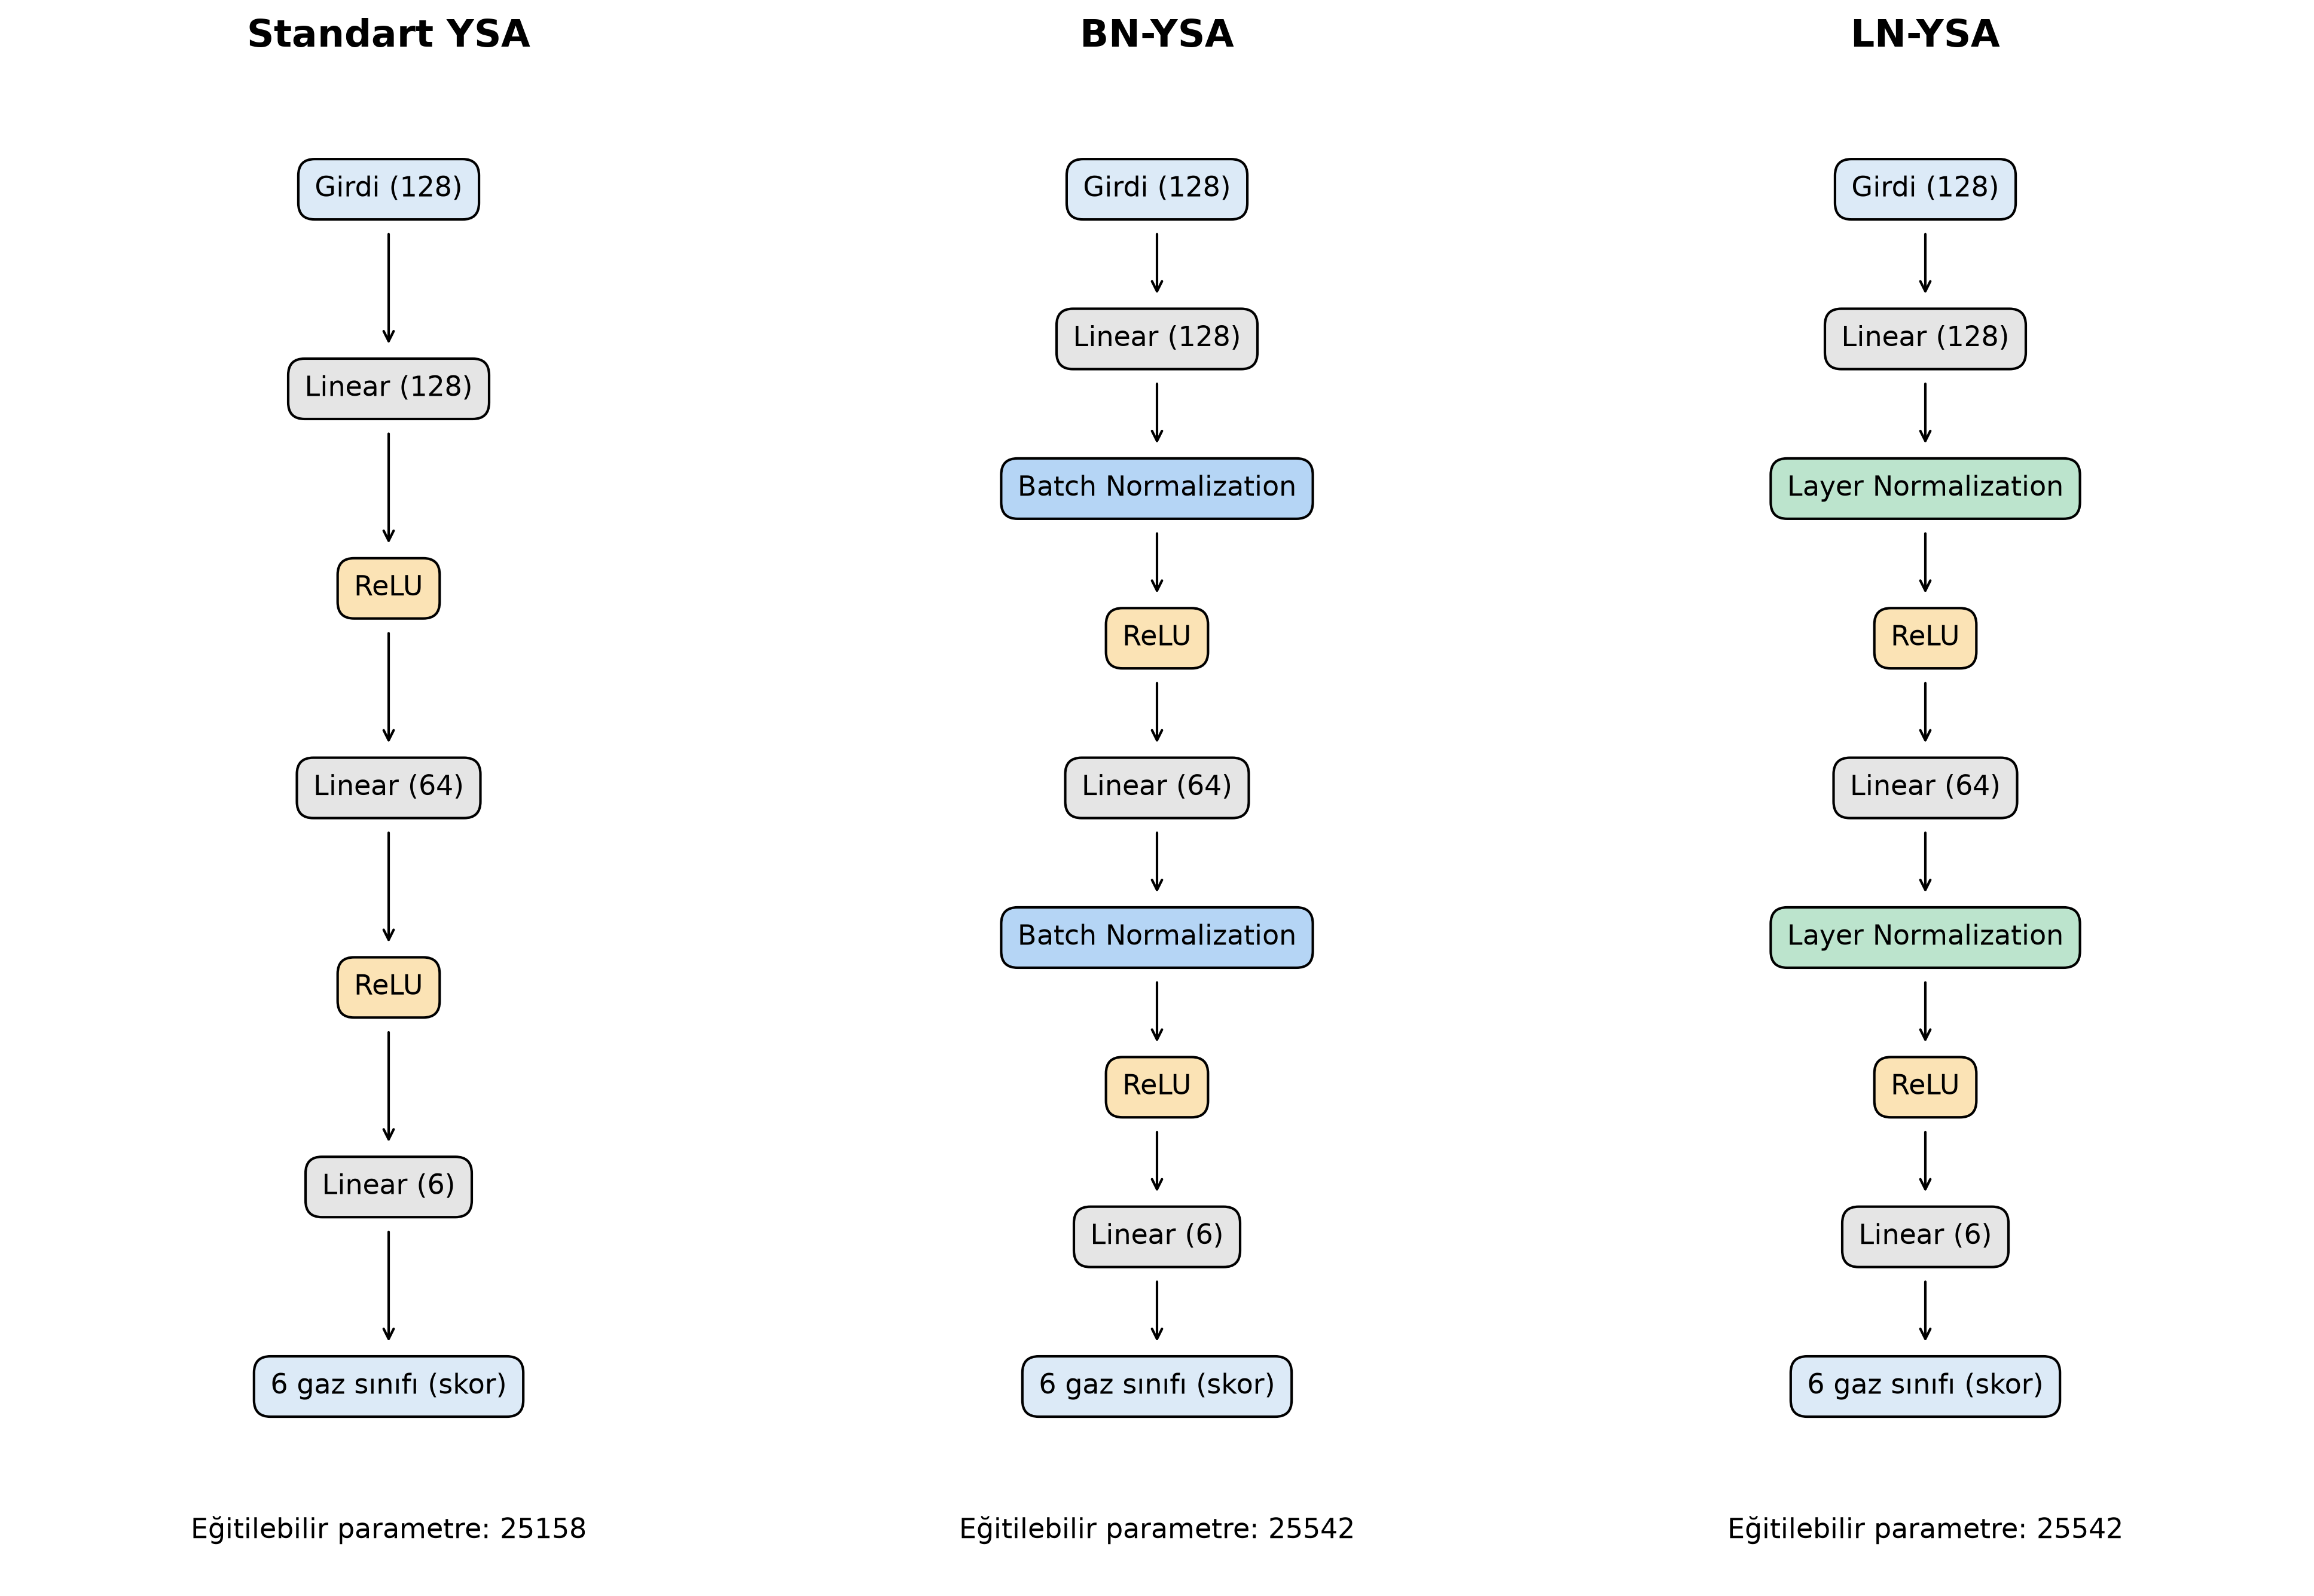 Standart YSA
Girdi (128)
Linear (128)
ReLU
Linear (64)
ReLU
Linear (6)
6 gaz sınıfı (skor)
Eğitilebilir parametre: 25158
BN-YSA
Girdi (128)
Linear (128)
Batch Normalization
ReLU
Linear (64)
Batch Normalization
ReLU
Linear (6)
6 gaz sınıfı (skor)
Eğitilebilir parametre: 25542
LN-YSA
Girdi (128)
Linear (128)
Layer Normalization
ReLU
Linear (64)
Layer Normalization
ReLU
Linear (6)
6 gaz sınıfı (skor)
Eğitilebilir parametre: 25542